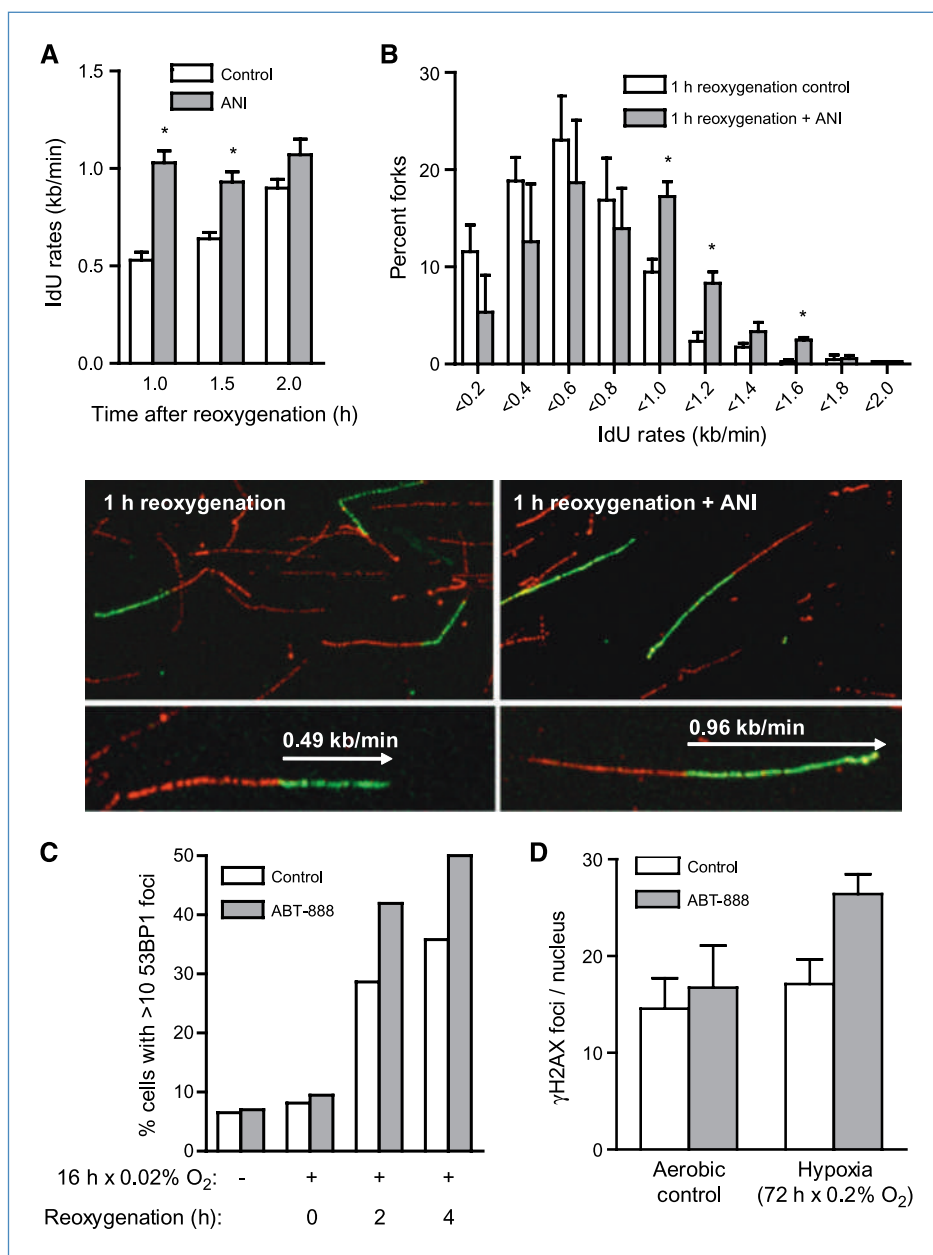 A
1.5
1.0
0.5
0.0
IdU rates (kb/min)
Control
ANI
*
*
1.0 1.5 2.0
Time after reoxygenation (h)
B
30
20
10
0
Percent forks
1 h reoxygenation control
1 h reoxygenation + ANI
*
*
*
<0.2 <0.4 <0.6 <0.8 <1.0 <1.2 <1.4 <1.6 <1.8 <2.0
IdU rates (kb/min)
1 h reoxygenation
1 h reoxygenation + ANI
0.49 kb/min
0.96 kb/min
C
50
40
30
20
10
0
% cells with >10 53BP1 foci
Control
ABT-888
16 h x 0.02% O₂: - + + +
Reoxygenation (h): 0 2 4
D
30
20
10
0
γH2AX foci / nucleus
Control
ABT-888
Aerobic
control
Hypoxia
(72 h x 0.2% O₂)